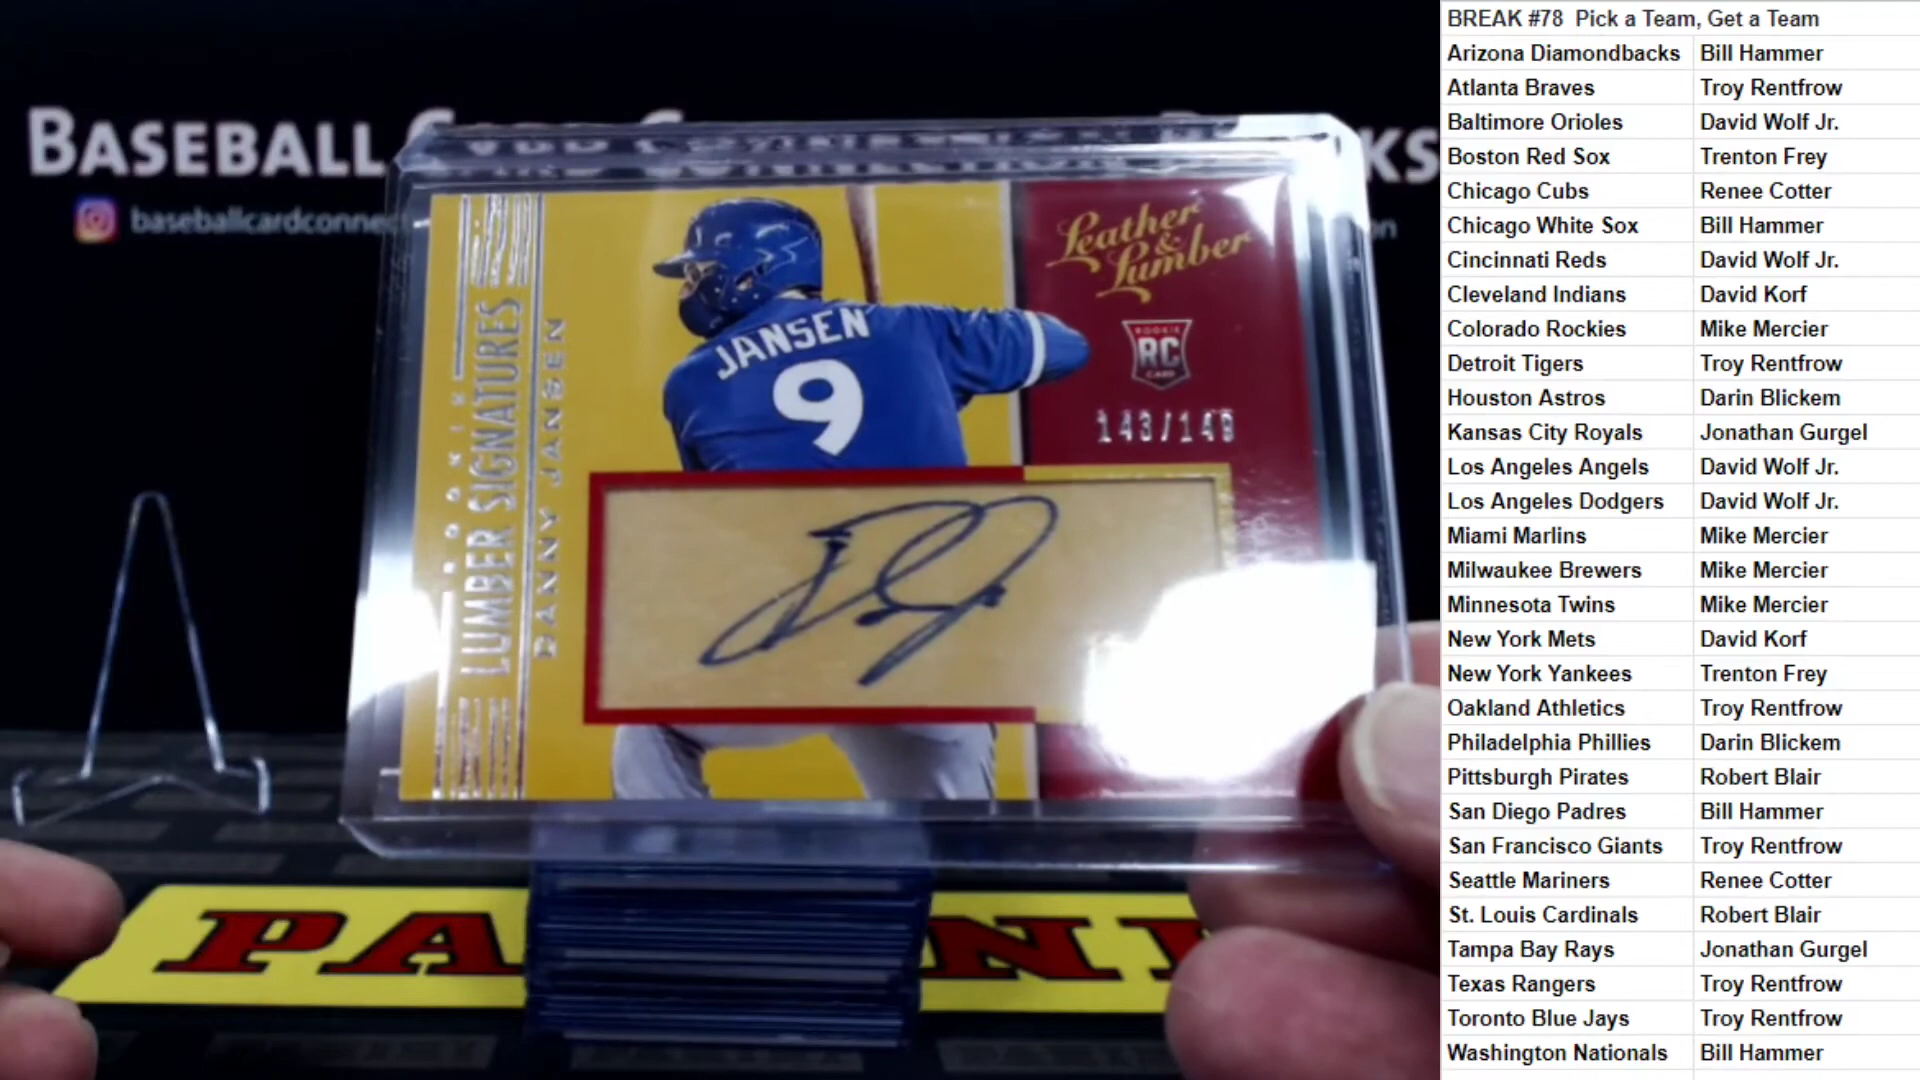 BASEBALL CARD CONNECTION
KS
baseballcardconnec
on
Leather
&
Lumber
ROOKIE
RC
CARD
143/149
ROOKIE
LUMBER SIGNATURES
DANNY JANSEN
JANSEN
9
PA NI
BREAK #78 Pick a Team, Get a Team
Arizona Diamondbacks Bill Hammer
Atlanta Braves Troy Rentfrow
Baltimore Orioles David Wolf Jr.
Boston Red Sox Trenton Frey
Chicago Cubs Renee Cotter
Chicago White Sox Bill Hammer
Cincinnati Reds David Wolf Jr.
Cleveland Indians David Korf
Colorado Rockies Mike Mercier
Detroit Tigers Troy Rentfrow
Houston Astros Darin Blickem
Kansas City Royals Jonathan Gurgel
Los Angeles Angels David Wolf Jr.
Los Angeles Dodgers David Wolf Jr.
Miami Marlins Mike Mercier
Milwaukee Brewers Mike Mercier
Minnesota Twins Mike Mercier
New York Mets David Korf
New York Yankees Trenton Frey
Oakland Athletics Troy Rentfrow
Philadelphia Phillies Darin Blickem
Pittsburgh Pirates Robert Blair
San Diego Padres Bill Hammer
San Francisco Giants Troy Rentfrow
Seattle Mariners Renee Cotter
St. Louis Cardinals Robert Blair
Tampa Bay Rays Jonathan Gurgel
Texas Rangers Troy Rentfrow
Toronto Blue Jays Troy Rentfrow
Washington Nationals Bill Hammer